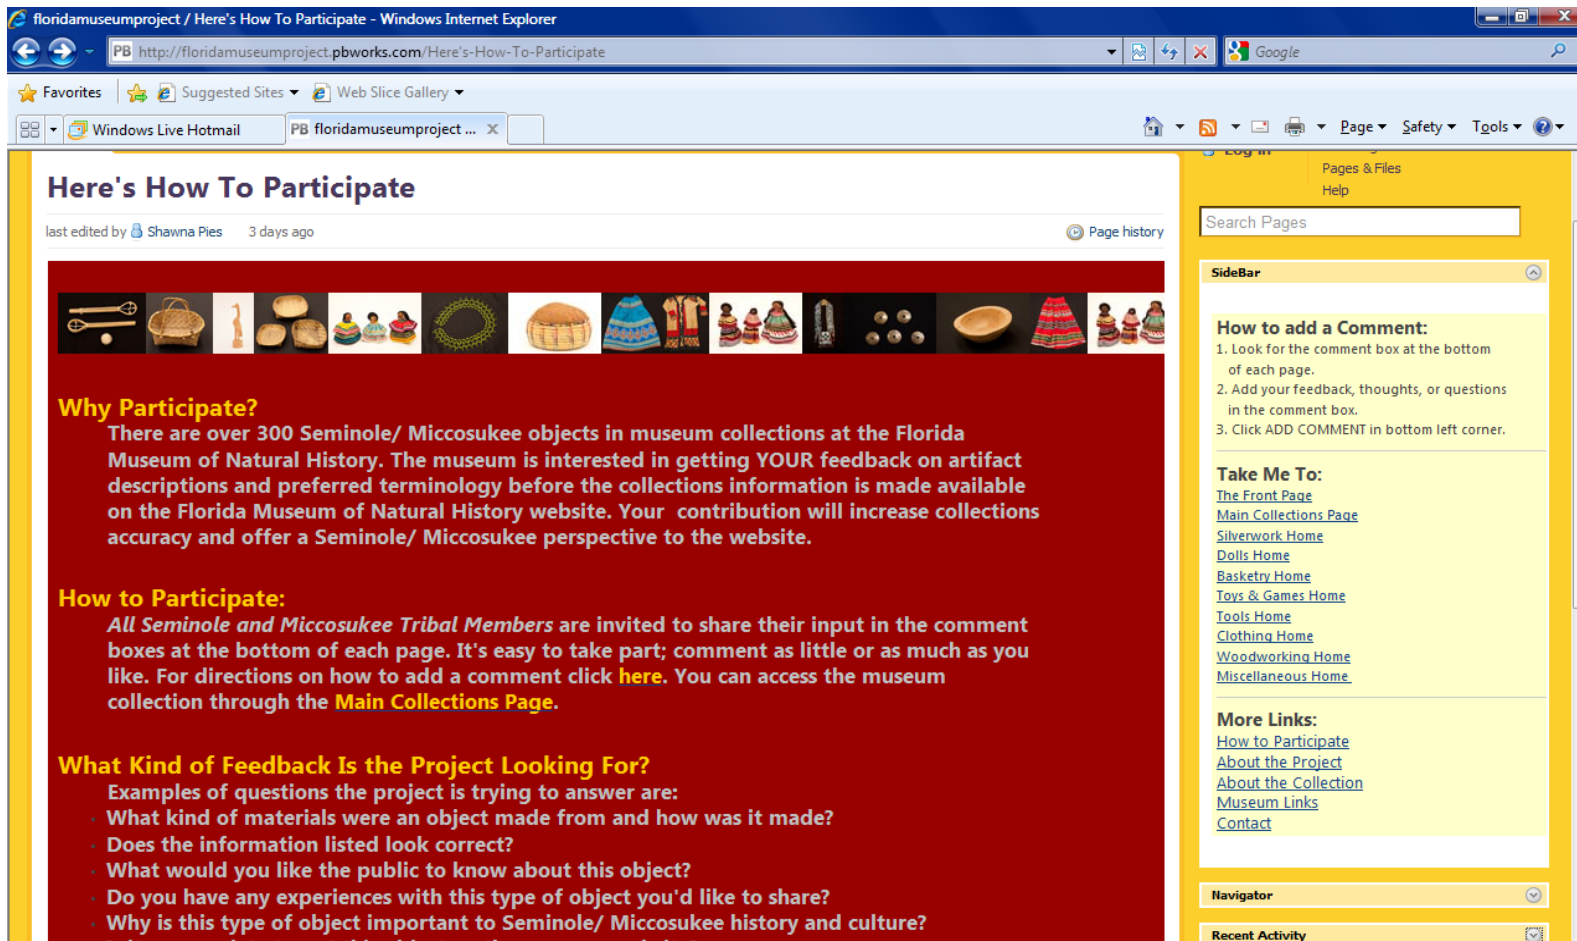 floridamuseumproject / Here's How To Participate - Windows Internet Explorer
PB http://floridamuseumproject.pbworks.com/Here's-How-To-Participate
Google
Favorites Suggested Sites Web Slice Gallery
Windows Live Hotmail PB floridamuseumproject ... X
Page Safety Tools
Log In
Pages & Files
Help
Search Pages
Here's How To Participate
last edited by Shawna Pies 3 days ago Page history
Why Participate?
There are over 300 Seminole/ Miccosukee objects in museum collections at the Florida
Museum of Natural History. The museum is interested in getting YOUR feedback on artifact
descriptions and preferred terminology before the collections information is made available
on the Florida Museum of Natural History website. Your  contribution will increase collections
accuracy and offer a Seminole/ Miccosukee perspective to the website.
How to Participate:
All Seminole and Miccosukee Tribal Members are invited to share their input in the comment
boxes at the bottom of each page. It's easy to take part; comment as little or as much as you
like. For directions on how to add a comment click here. You can access the museum
collection through the Main Collections Page.
What Kind of Feedback Is the Project Looking For?
Examples of questions the project is trying to answer are:
· What kind of materials were an object made from and how was it made?
· Does the information listed look correct?
· What would you like the public to know about this object?
· Do you have any experiences with this type of object you'd like to share?
· Why is this type of object important to Seminole/ Miccosukee history and culture?
SideBar
How to add a Comment:
1. Look for the comment box at the bottom
of each page.
2. Add your feedback, thoughts, or questions
in the comment box.
3. Click ADD COMMENT in bottom left corner.
Take Me To:
The Front Page
Main Collections Page
Silverwork Home
Dolls Home
Basketry Home
Toys & Games Home
Tools Home
Clothing Home
Woodworking Home
Miscellaneous Home
More Links:
How to Participate
About the Project
About the Collection
Museum Links
Contact
Navigator
Recent Activity